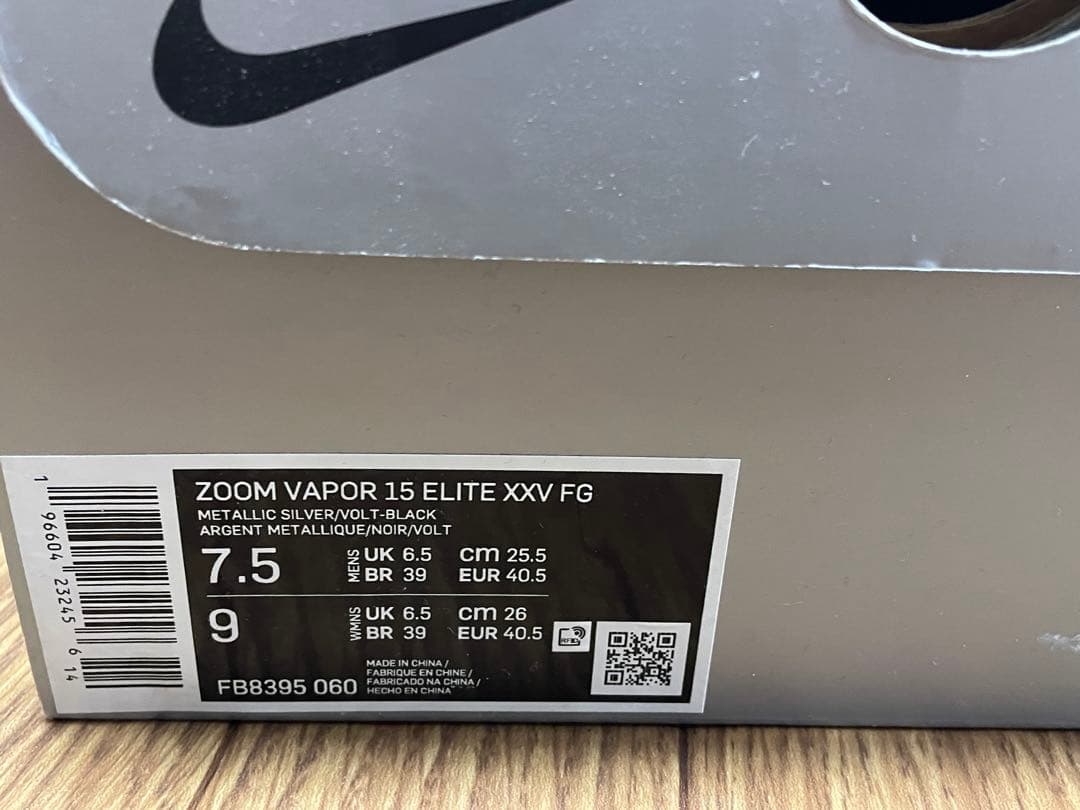 ZOOM VAPOR 15 ELITE XXV FG
METALLIC SILVER/VOLT-BLACK
ARGENT METALLIQUE/NOIR/VOLT
7.5 MENS UK 6.5 cm 25.5
BR 39 EUR 40.5
9 WMNS UK 6.5 cm 26
BR 39 EUR 40.5
RFID
MADE IN CHINA /
FABRIQUE EN CHINE /
FABRICADO NA CHINA /
HECHO EN CHINA
FB8395 060
1 96604 23245 6 14